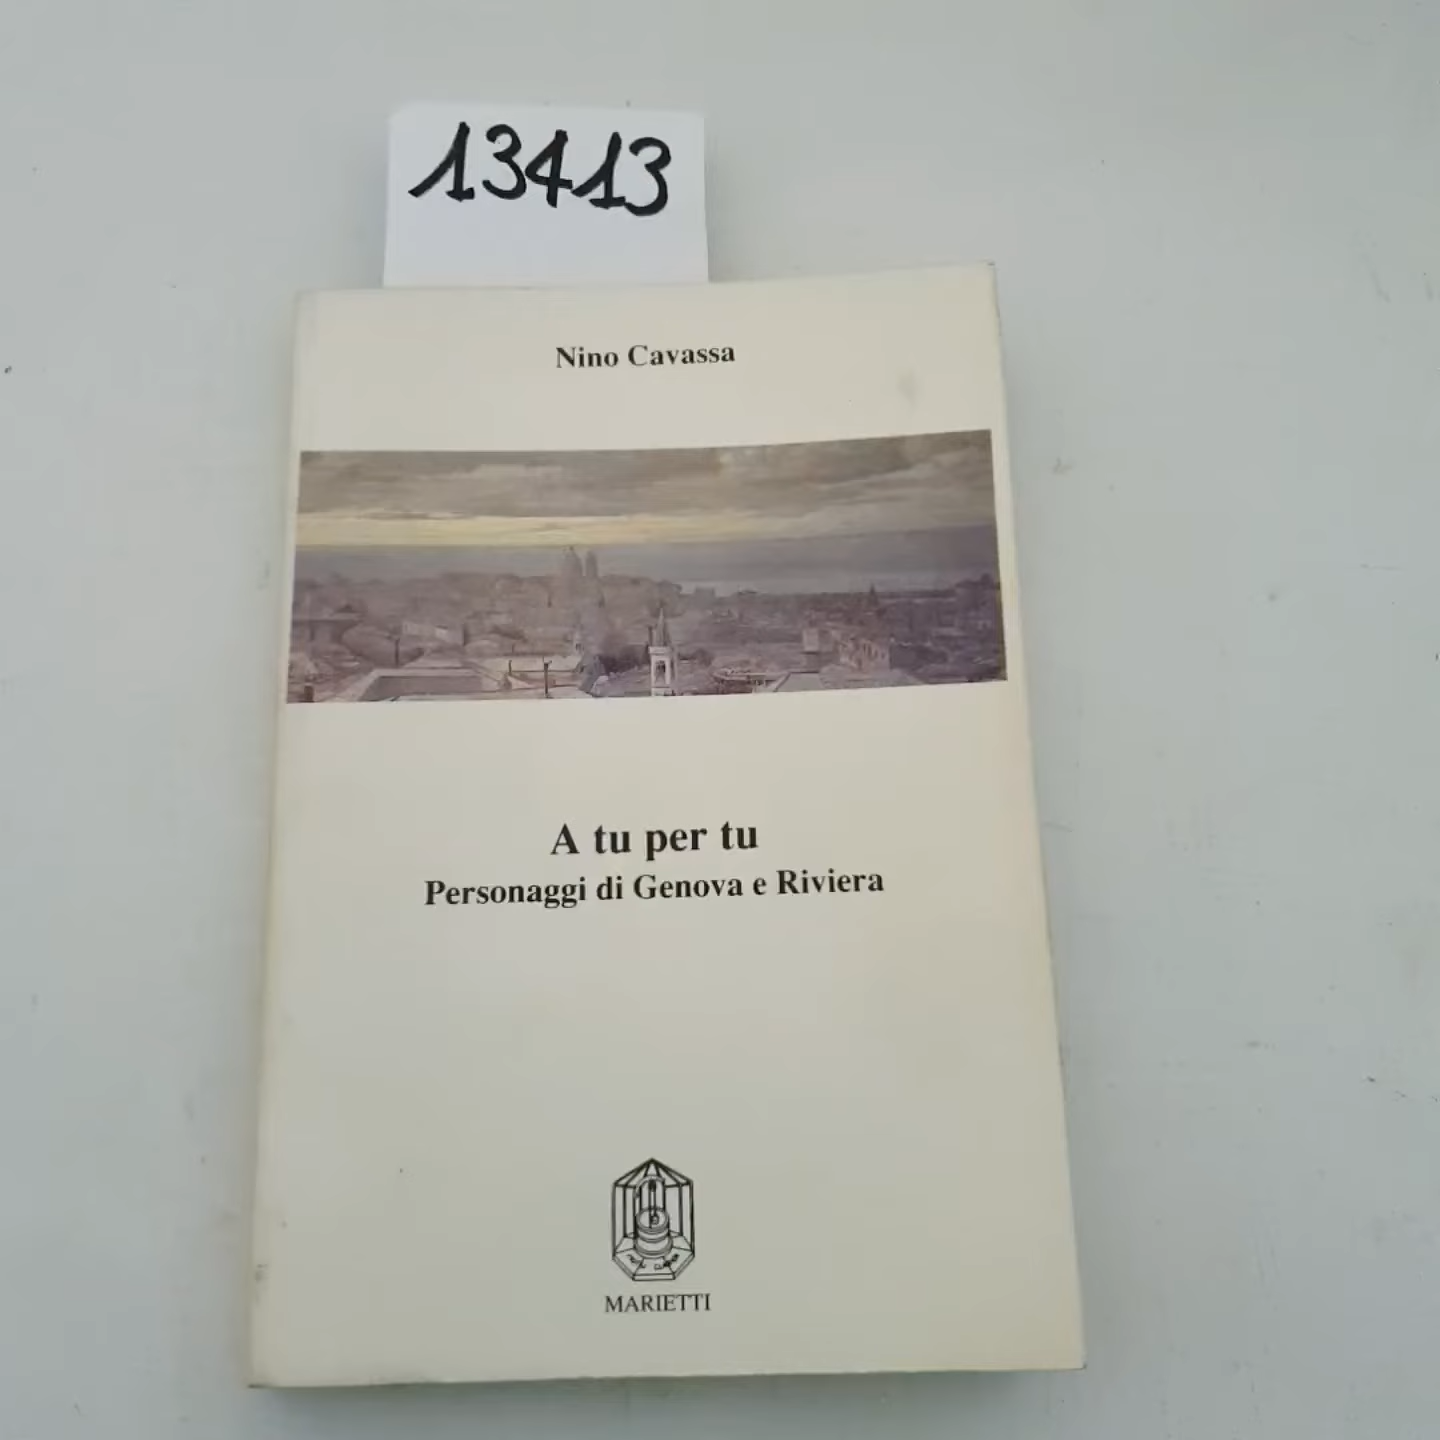 13413
Nino Cavassa
A tu per tu
Personaggi di Genova e Riviera
MARIETTI